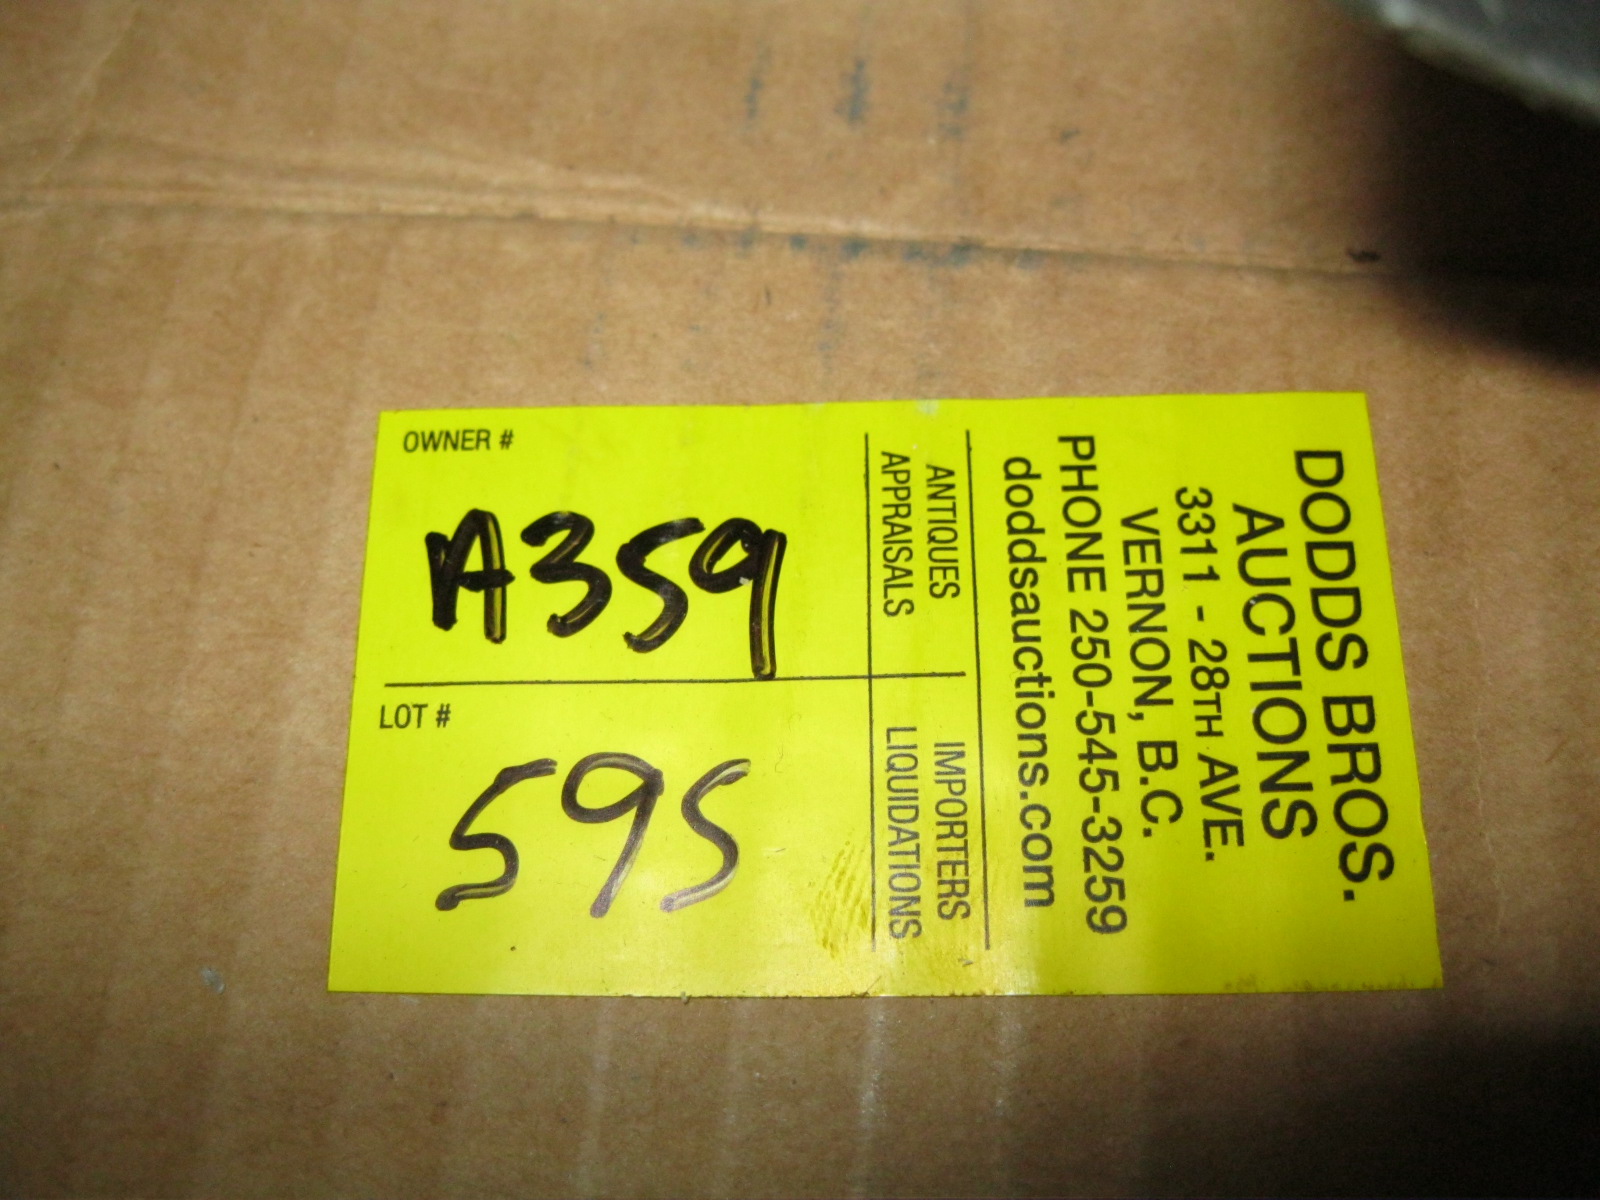 DODDS BROS.
AUCTIONS
3311 - 28TH AVE.
VERNON, B.C.
PHONE 250-545-3259
doddsauctions.com
ANTIQUES
APPRAISALS
IMPORTERS
LIQUIDATIONS
OWNER #
A359
LOT #
595